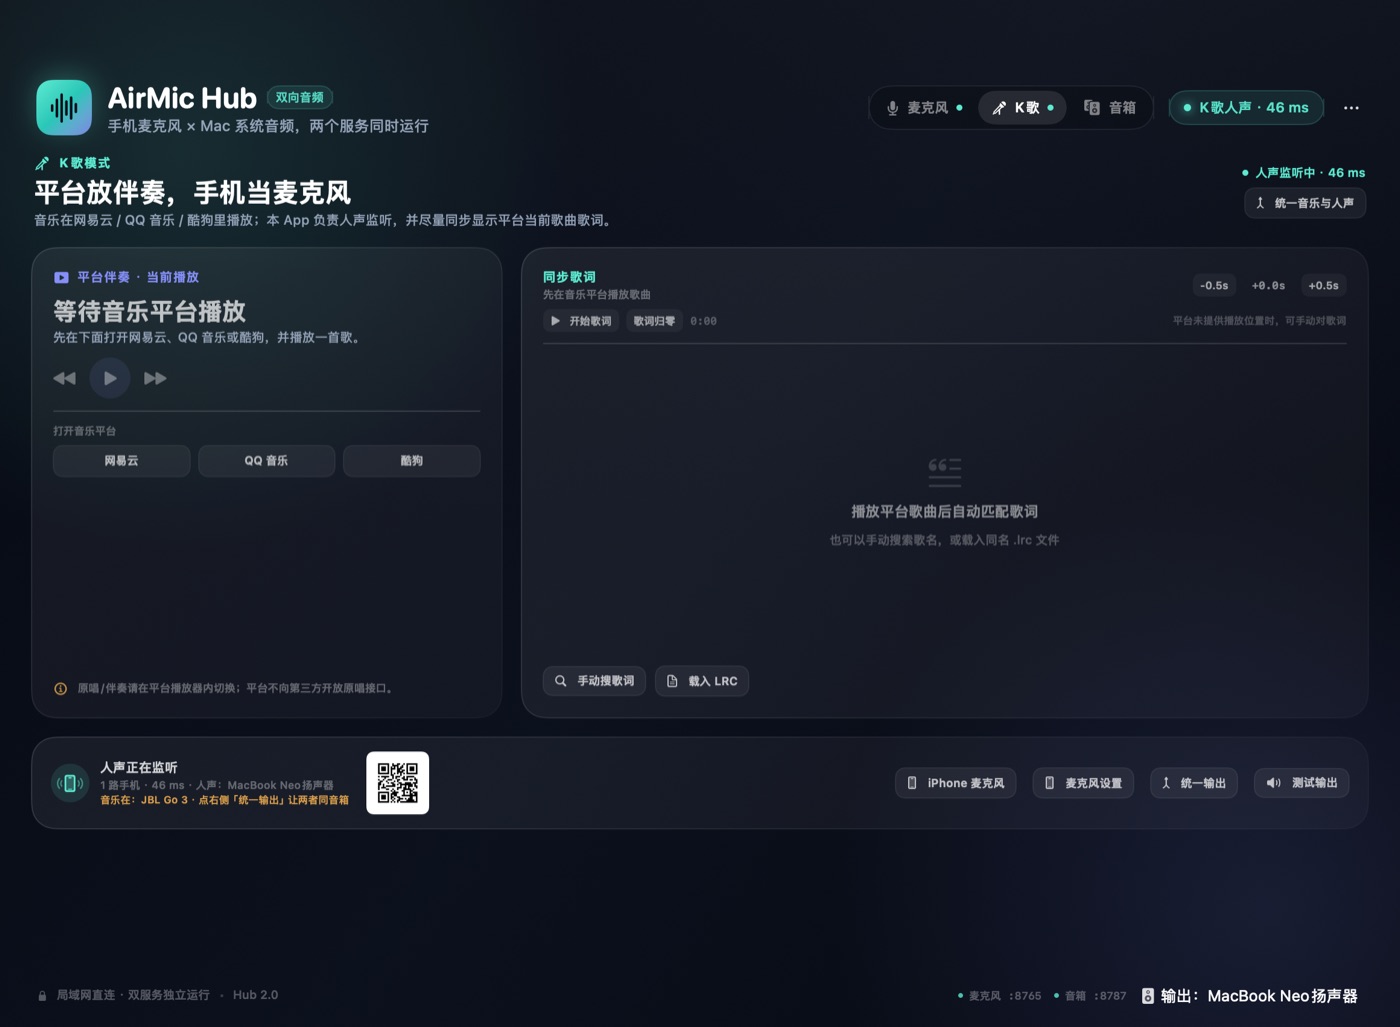 AirMic Hub 双向音频
手机麦克风 × Mac 系统音频，两个服务同时运行
麦克风 K歌 音箱 K歌人声 · 46 ms ···
K歌模式
平台放伴奏，手机当麦克风
音乐在网易云 / QQ 音乐 / 酷狗里播放；本 App 负责人声监听，并尽量同步显示平台当前歌曲歌词。
人声监听中 · 46 ms
统一音乐与人声
平台伴奏 · 当前播放
等待音乐平台播放
先在下面打开网易云、QQ 音乐或酷狗，并播放一首歌。
打开音乐平台
网易云 QQ 音乐 酷狗
原唱/伴奏请在平台播放器内切换；平台不向第三方开放原唱接口。
同步歌词
先在音乐平台播放歌曲
-0.5s +0.0s +0.5s
开始歌词 歌词归零 0:00
平台未提供播放位置时，可手动对歌词
播放平台歌曲后自动匹配歌词
也可以手动搜索歌名，或载入同名 .lrc 文件
手动搜歌词 载入 LRC
人声正在监听
1 路手机 · 46 ms · 人声：MacBook Neo扬声器
音乐在：JBL Go 3 · 点右侧「统一输出」让两者同音箱
iPhone 麦克风 麦克风设置 统一输出 测试输出
局域网直连 · 双服务独立运行 · Hub 2.0
麦克风 :8765 音箱 :8787 输出：MacBook Neo扬声器